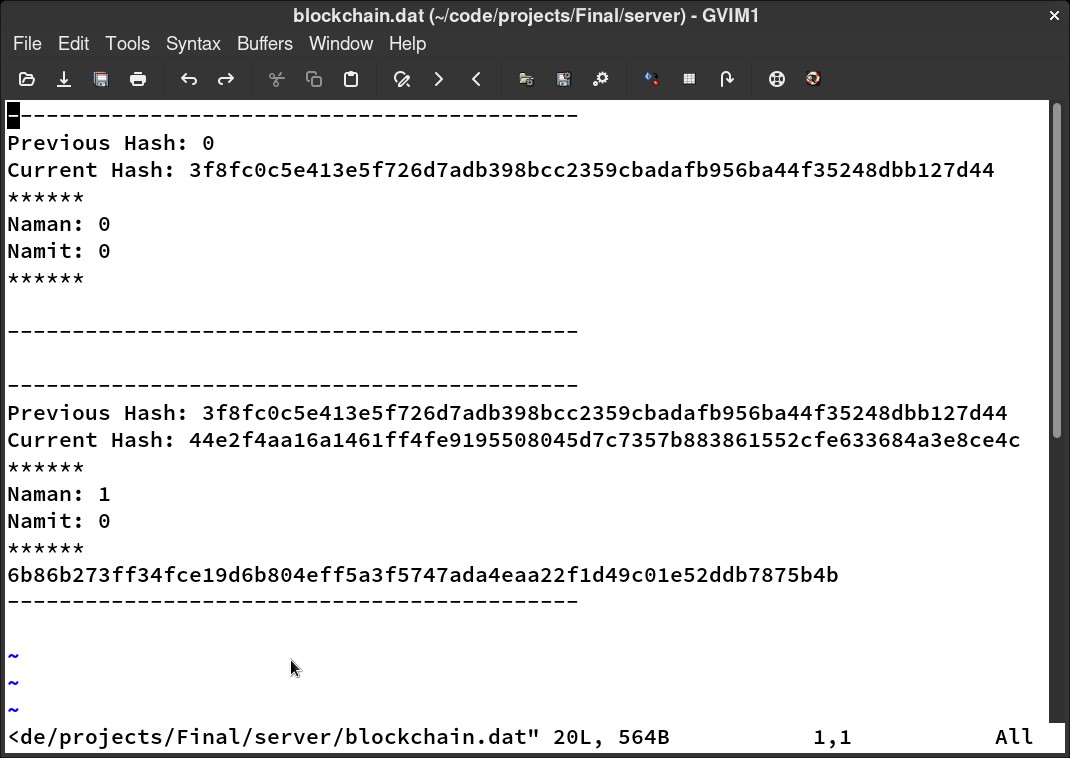 blockchain.dat (~/code/projects/Final/server) - GVIM1
File Edit Tools Syntax Buffers Window Help
--------------------------------------------
Previous Hash: 0
Current Hash: 3f8fc0c5e413e5f726d7adb398bcc2359cbadafb956ba44f35248dbb127d44
******
Naman: 0
Namit: 0
******
--------------------------------------------
--------------------------------------------
Previous Hash: 3f8fc0c5e413e5f726d7adb398bcc2359cbadafb956ba44f35248dbb127d44
Current Hash: 44e2f4aa16a1461ff4fe9195508045d7c7357b883861552cfe633684a3e8ce4c
******
Naman: 1
Namit: 0
******
6b86b273ff34fce19d6b804eff5a3f5747ada4eaa22f1d49c01e52ddb7875b4b
--------------------------------------------
~
~
~
<de/projects/Final/server/blockchain.dat" 20L, 564B 1,1 All